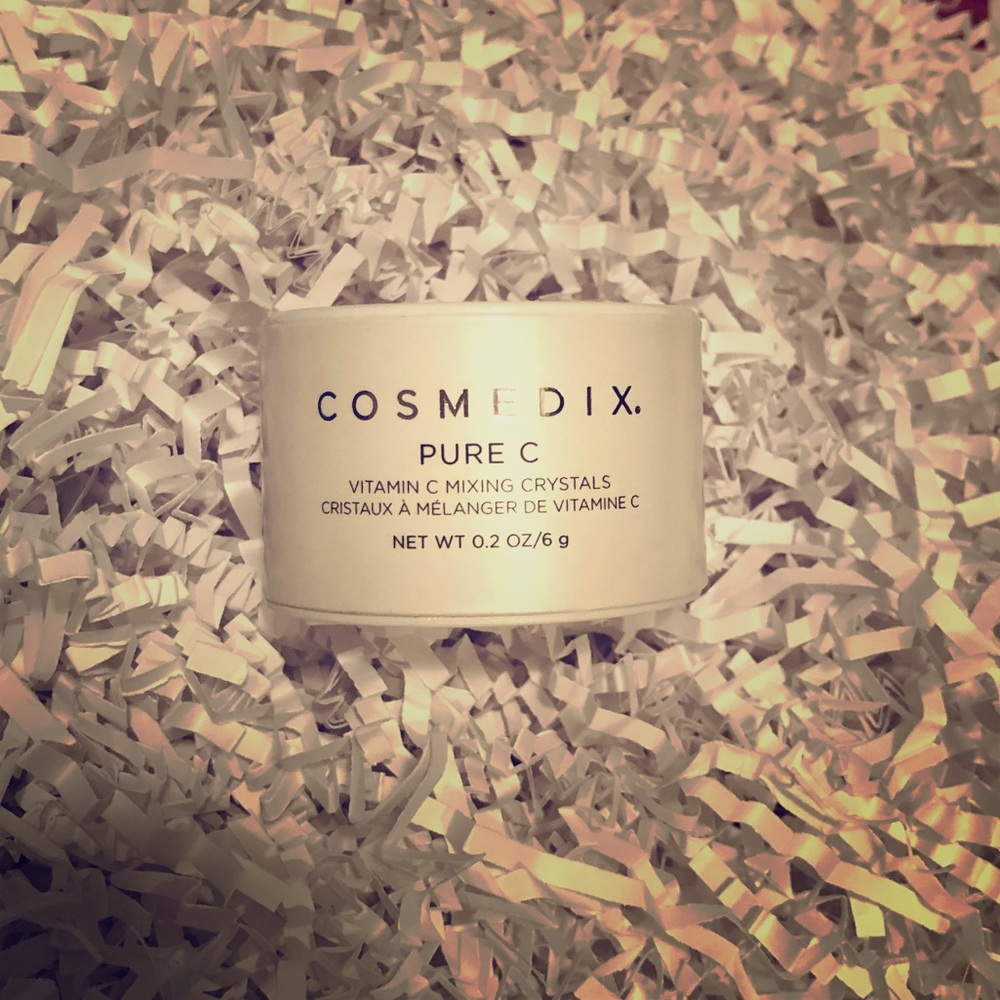 COSMEDIX.
PURE C
VITAMIN C MIXING CRYSTALS
CRISTAUX À MÉLANGER DE VITAMINE C
NET WT 0.2 OZ/6 g